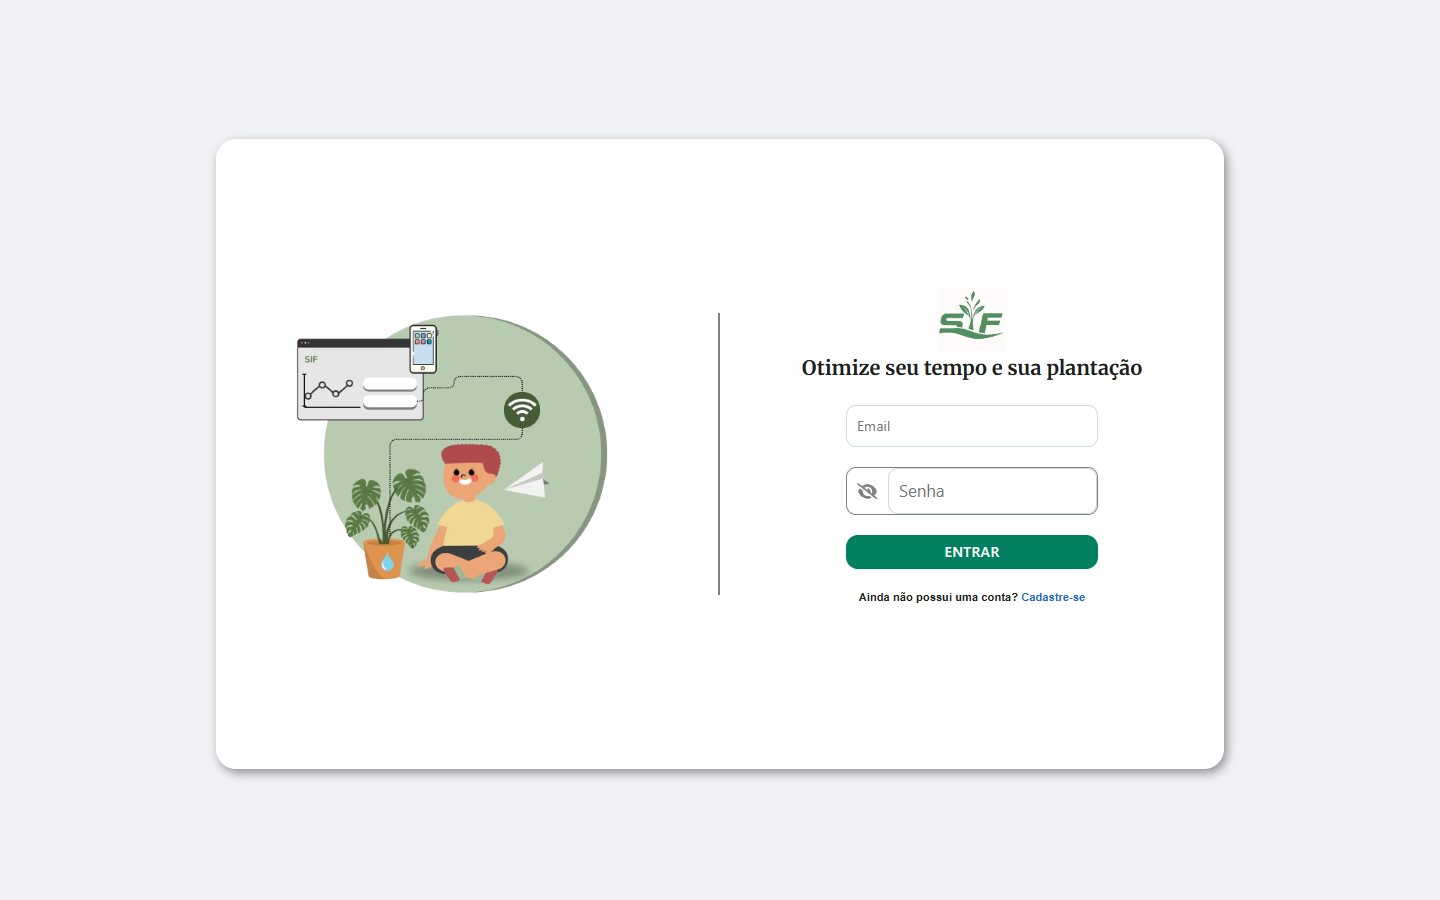 SIF
SIF
Otimize seu tempo e sua plantação
Email
Senha
ENTRAR
Ainda não possui uma conta? Cadastre-se